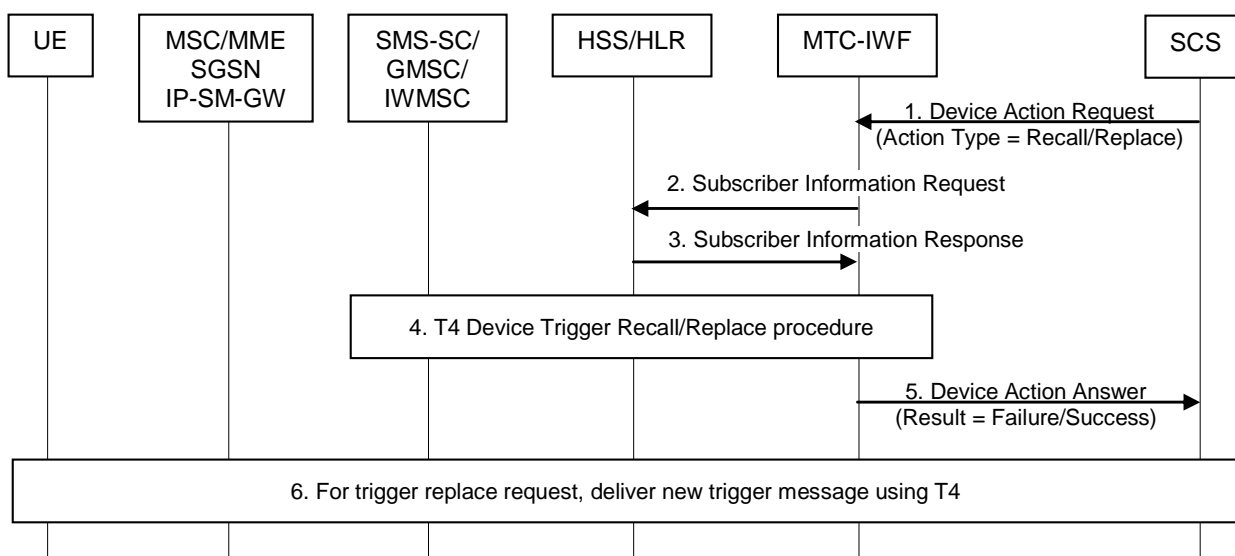 UE
MSC/MME
SGSN
IP-SM-GW
SMS-SC/
GMSC/
IWMSC
HSS/HLR
MTC-IWF
SCS
1. Device Action Request
(Action Type = Recall/Replace)
2. Subscriber Information Request
3. Subscriber Information Response
4. T4 Device Trigger Recall/Replace procedure
5. Device Action Answer
(Result = Failure/Success)
6. For trigger replace request, deliver new trigger message using T4